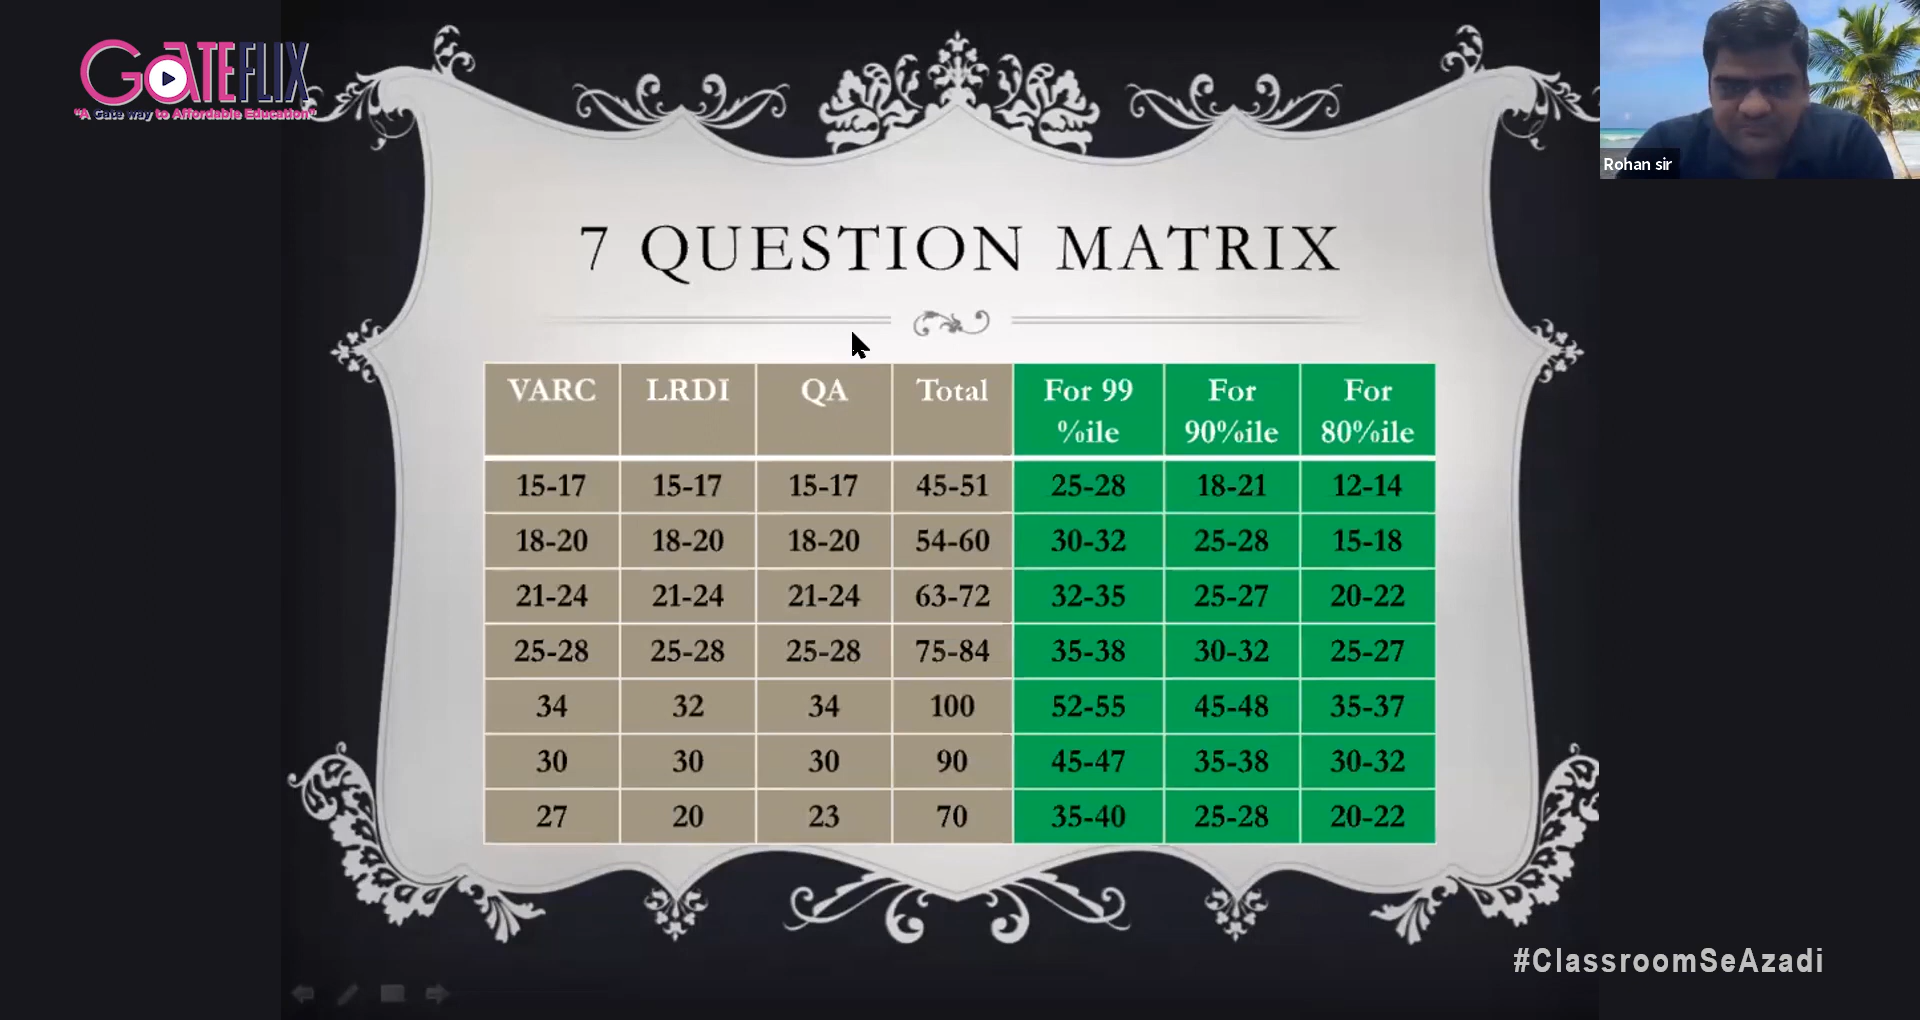 GATEFLIX
"A Gate way to Affordable Education"
Rohan sir
7 QUESTION MATRIX
VARC LRDI QA Total For 99 %ile For 90%ile For 80%ile
15-17 15-17 15-17 45-51 25-28 18-21 12-14
18-20 18-20 18-20 54-60 30-32 25-28 15-18
21-24 21-24 21-24 63-72 32-35 25-27 20-22
25-28 25-28 25-28 75-84 35-38 30-32 25-27
34 32 34 100 52-55 45-48 35-37
30 30 30 90 45-47 35-38 30-32
27 20 23 70 35-40 25-28 20-22
#ClassroomSeAzadi